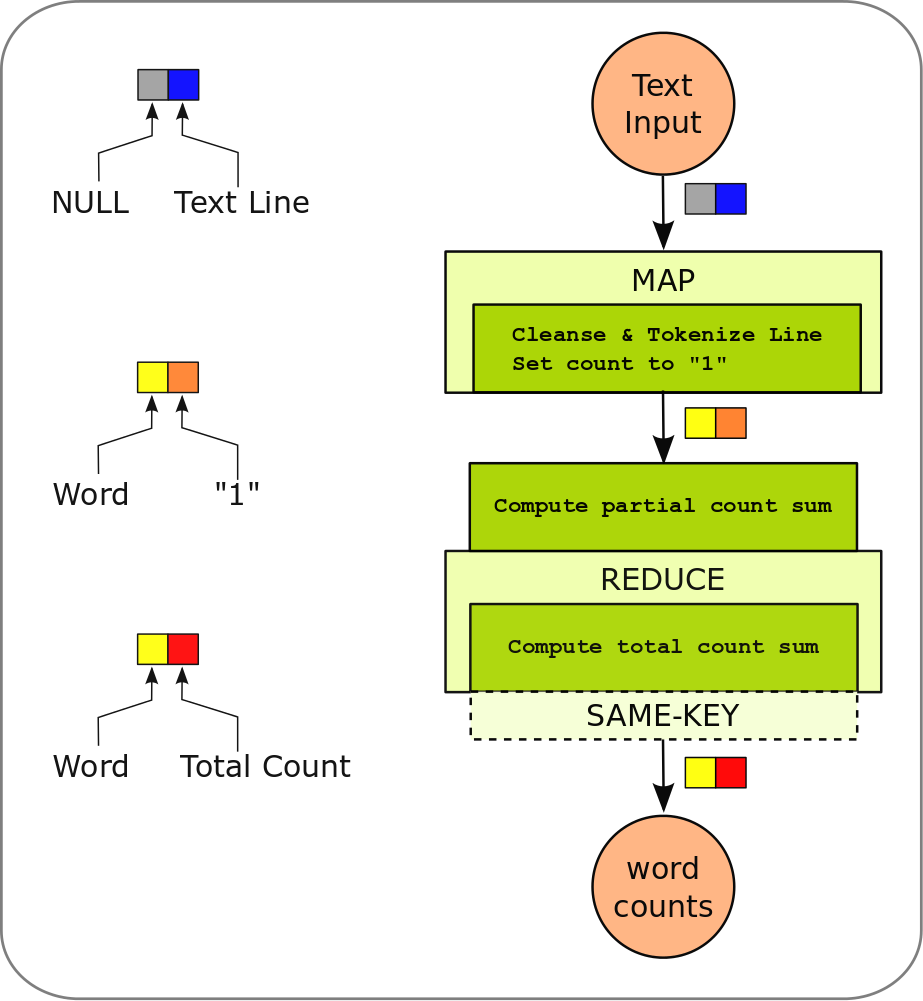 NULL
Text Line
Word
"1"
Word
Total Count
Text
Input
MAP
Cleanse & Tokenize Line
Set count to "1"
Compute partial count sum
REDUCE
Compute total count sum
SAME-KEY
word
counts